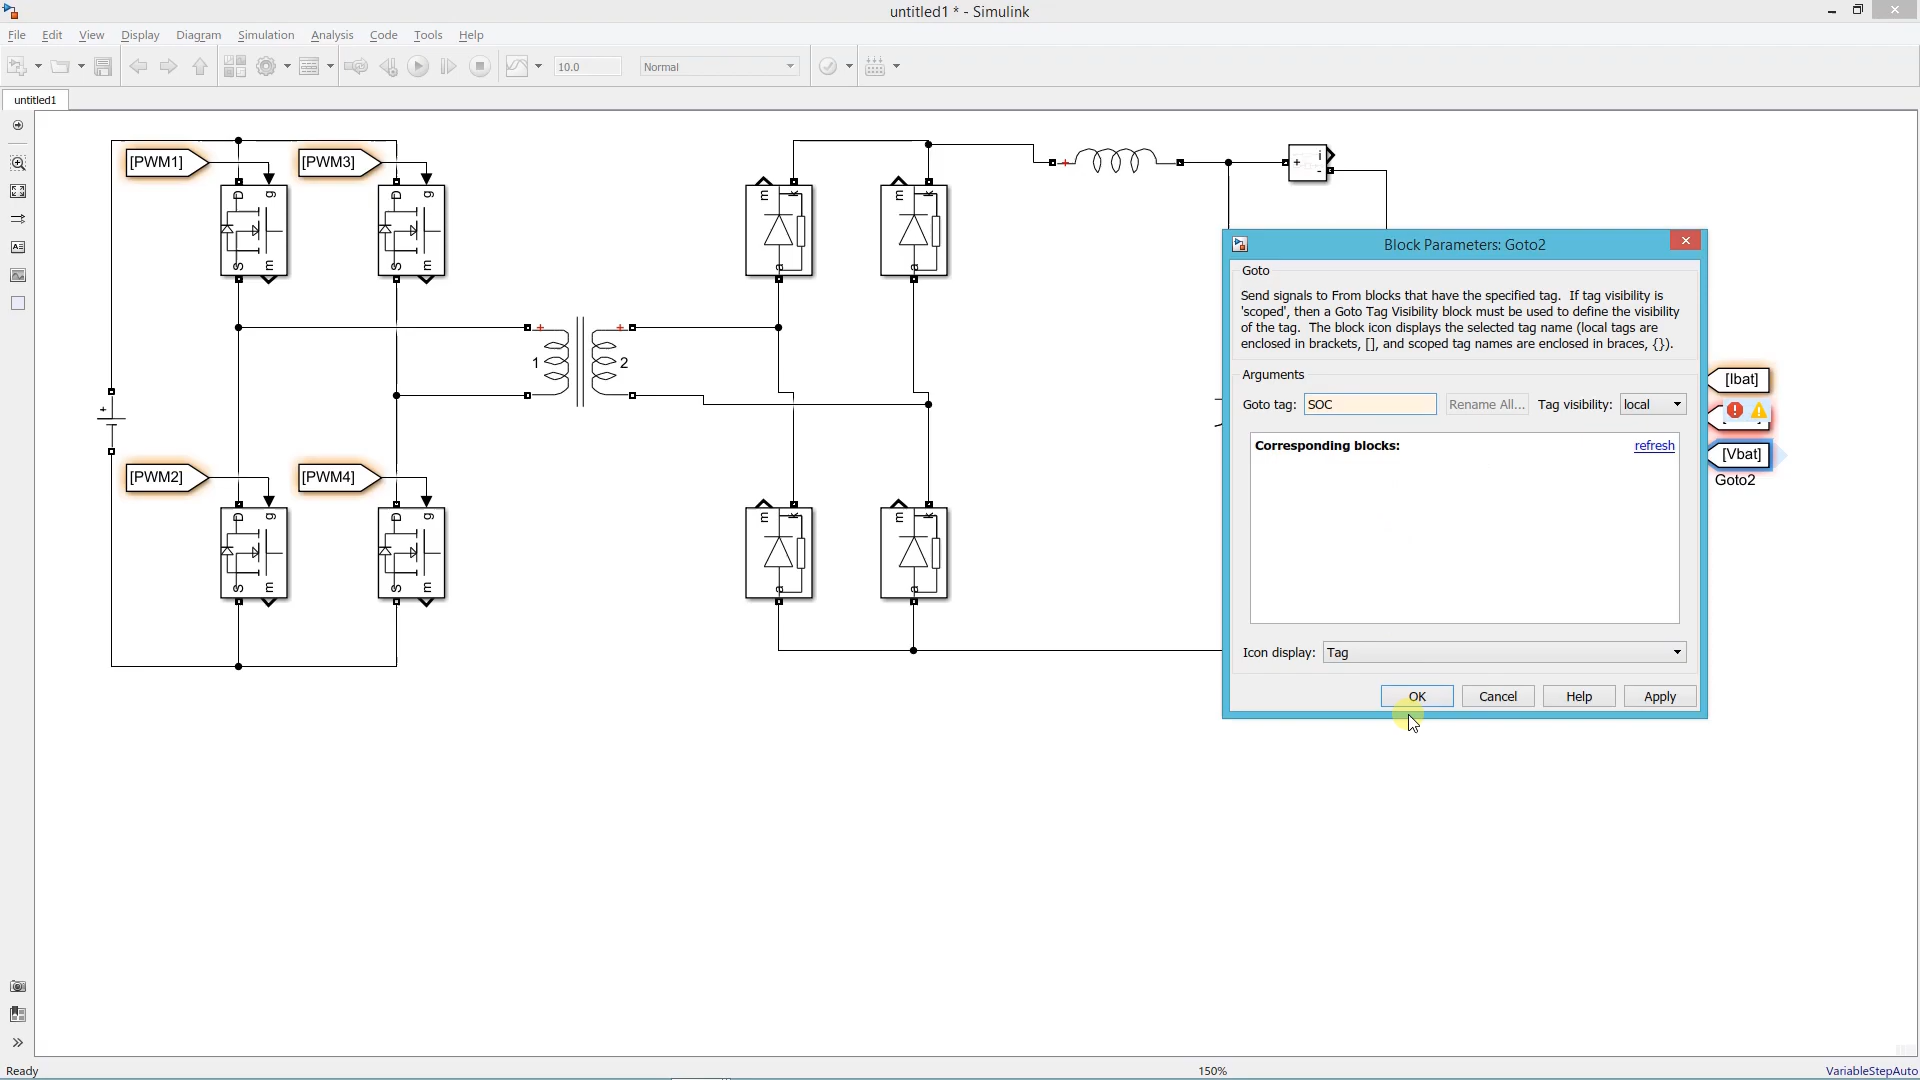 untitled1 * - Simulink
File Edit View Display Diagram Simulation Analysis Code Tools Help
10.0
Normal
untitled1
[PWM1]
[PWM3]
D g
D g
S m
S m
m k
m k
a
a
+
+ i
-
+
+
1
2
+
[PWM2]
[PWM4]
D g
D g
S m
S m
m k
m k
a
a
Block Parameters: Goto2
Goto
Send signals to From blocks that have the specified tag. If tag visibility is
'scoped', then a Goto Tag Visibility block must be used to define the visibility
of the tag. The block icon displays the selected tag name (local tags are
enclosed in brackets, [], and scoped tag names are enclosed in braces, {}).
Arguments
Goto tag: SOC Rename All... Tag visibility: local
Corresponding blocks: refresh
Icon display: Tag
OK Cancel Help Apply
[Ibat]
[Vbat]
Goto2
Ready
150%
VariableStepAuto